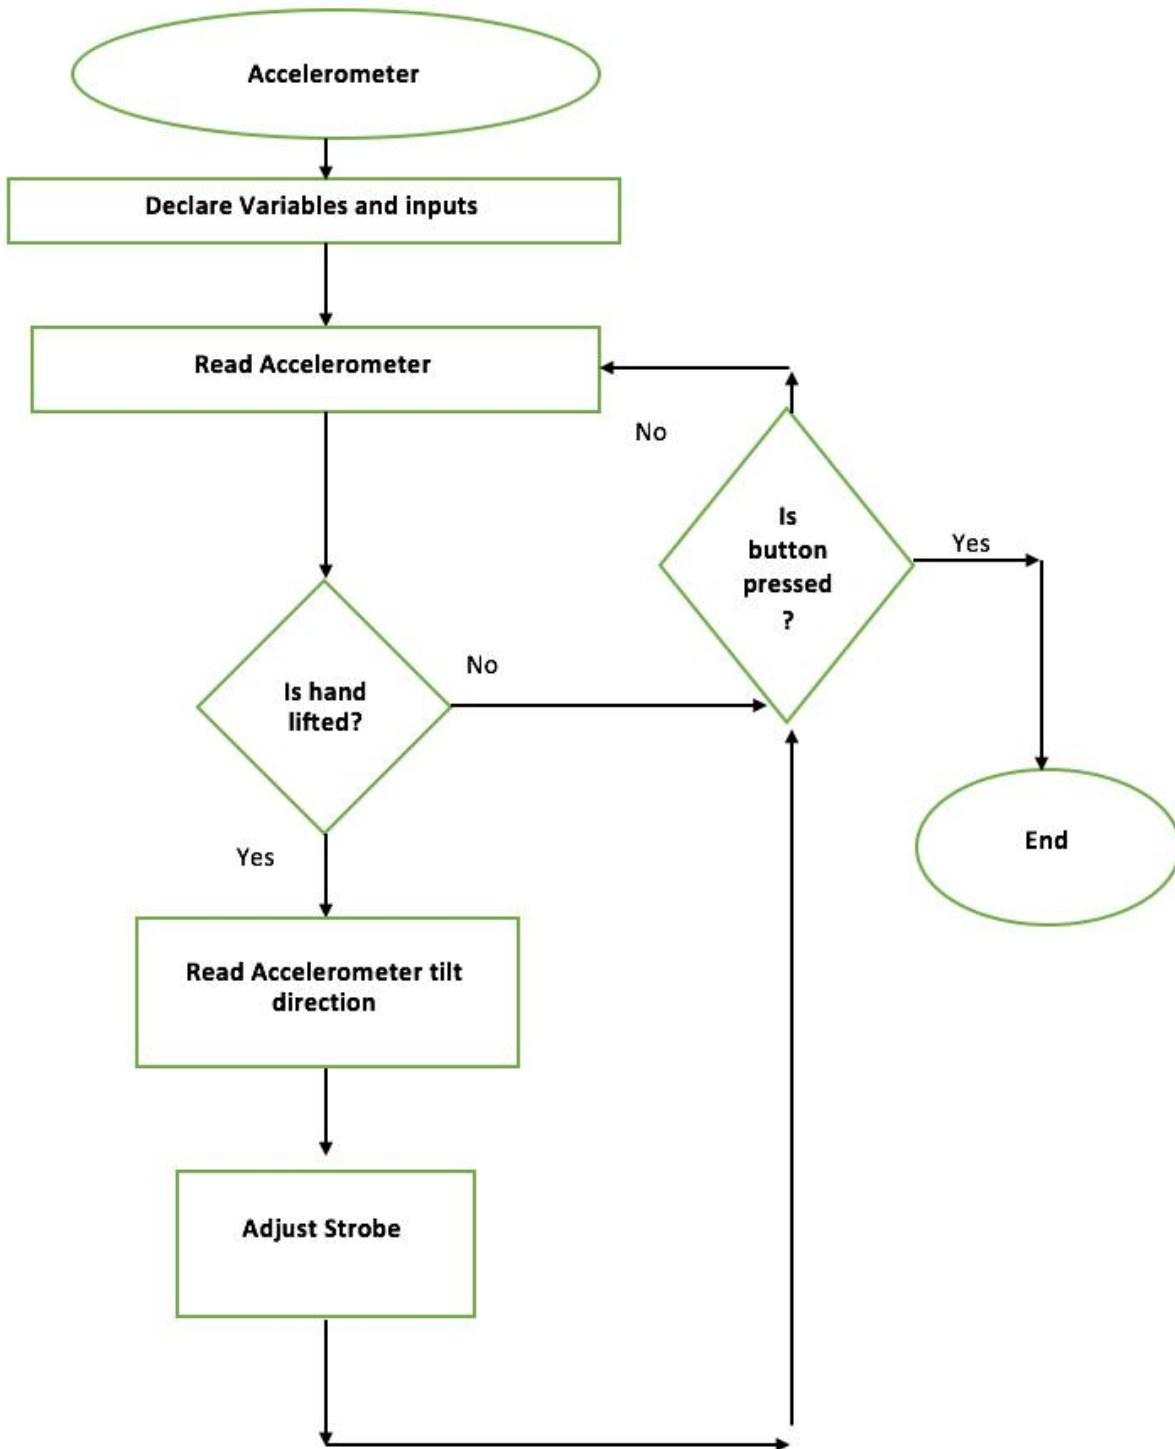 Accelerometer
Declare Variables and inputs
Read Accelerometer
No
Is
button
pressed
?
Yes
No
Is hand
lifted?
Yes
End
Read Accelerometer tilt
direction
Adjust Strobe